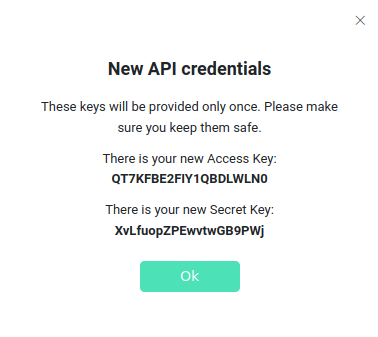 New API credentials
These keys will be provided only once. Please make
sure you keep them safe.
There is your new Access Key:
QT7KFBE2FIY1QBDLWLN0
There is your new Secret Key:
XvLfuopZPEwvtwGB9PWj
Ok